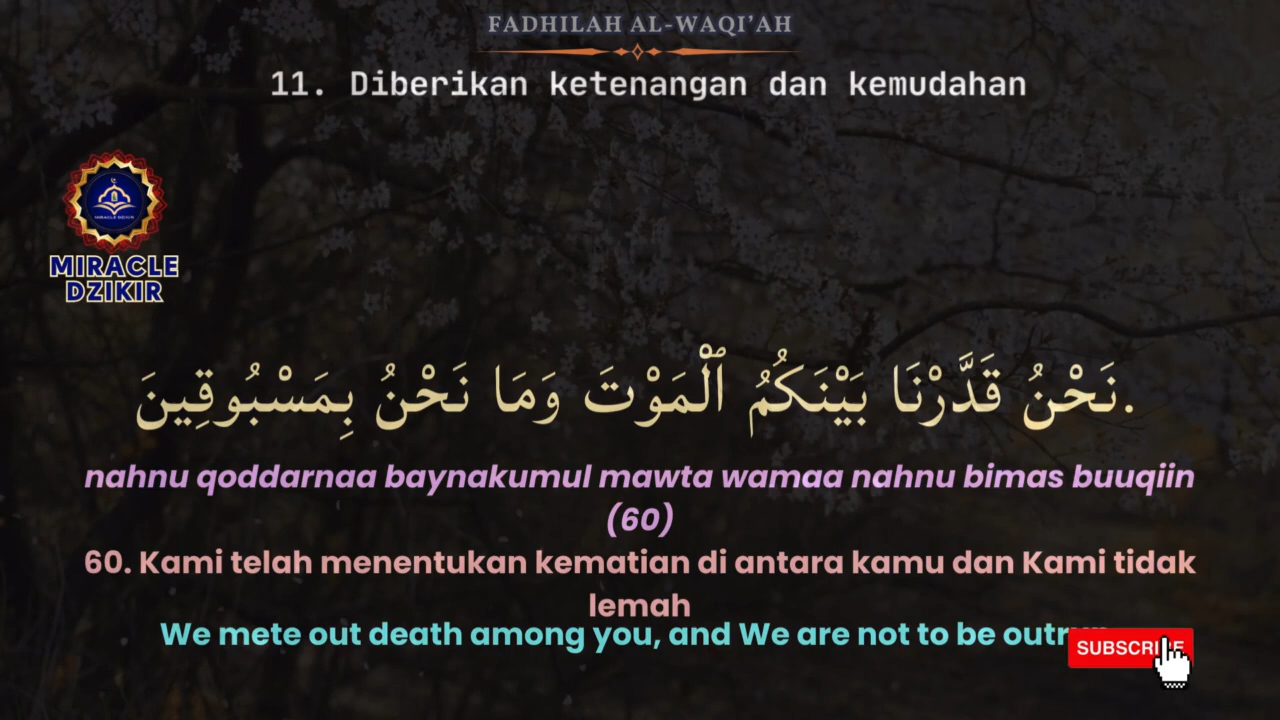 FADHILAH AL-WAQI'AH
11. Diberikan ketenangan dan kemudahan
MIRACLE DZIKIR
MIRACLE
DZIKIR
نَحْنُ قَدَّرْنَا بَيْنَكُمُ ٱلْمَوْتَ وَمَا نَحْنُ بِمَسْبُوقِينَ.
nahnu qoddarnaa baynakumul mawta wamaa nahnu bimas buuqiin
(60)
60. Kami telah menentukan kematian di antara kamu dan Kami tidak
lemah
We mete out death among you, and We are not to be
SUBSCRIBE